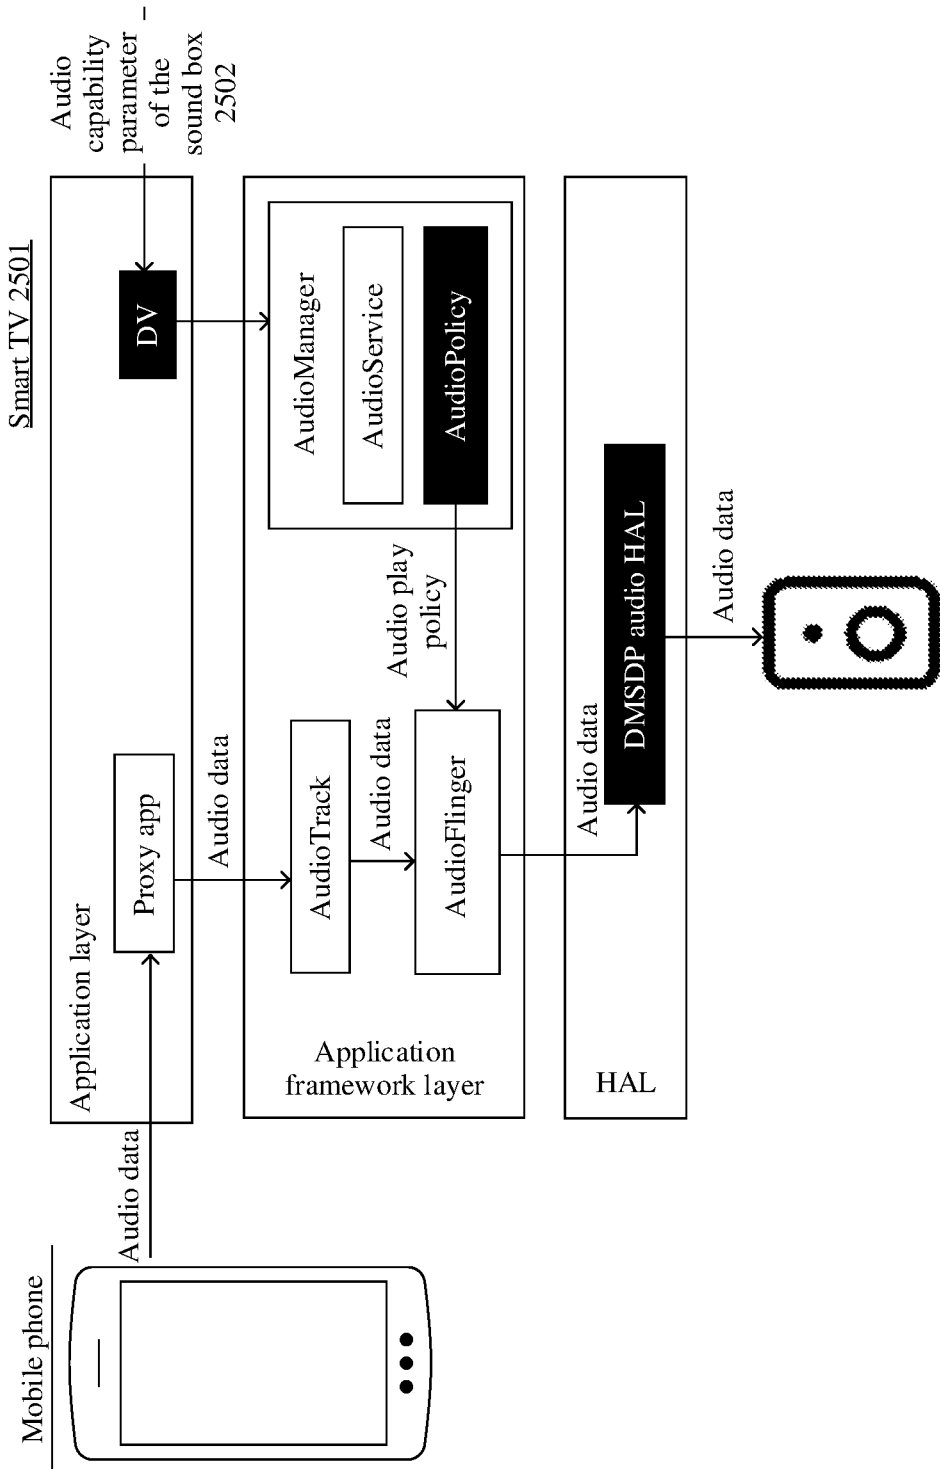 Mobile phone
Smart TV 2501
Audio data
Application layer
Proxy app
DV
Audio
capability
parameter
of the
sound box
2502
Audio data
Application
framework layer
AudioTrack
Audio data
AudioFlinger
Audio play
policy
AudioManager
AudioService
AudioPolicy
Audio data
HAL
DMSDP audio HAL
Audio data